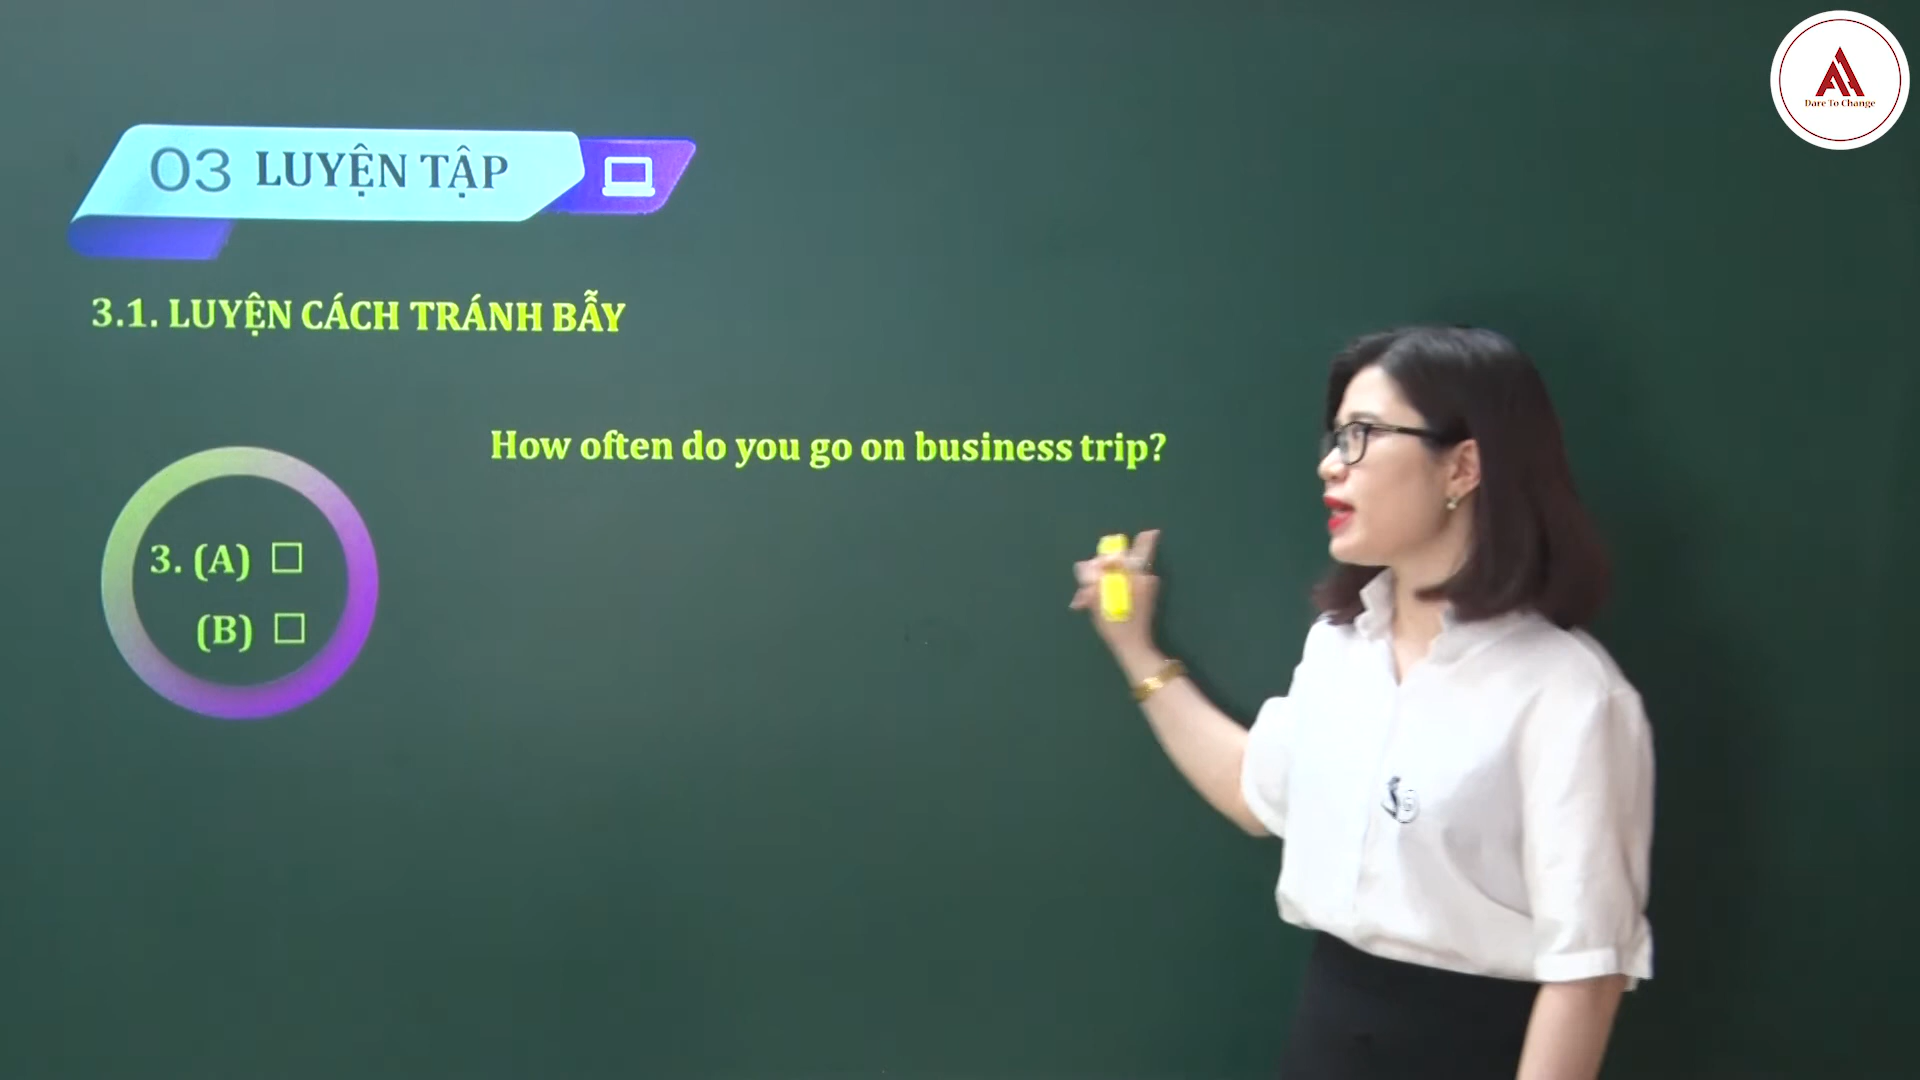 Dare To Change
03 LUYỆN TẬP
3.1. LUYỆN CÁCH TRÁNH BẪY
How often do you go on business trip?
3. (A) ☐
(B) ☐